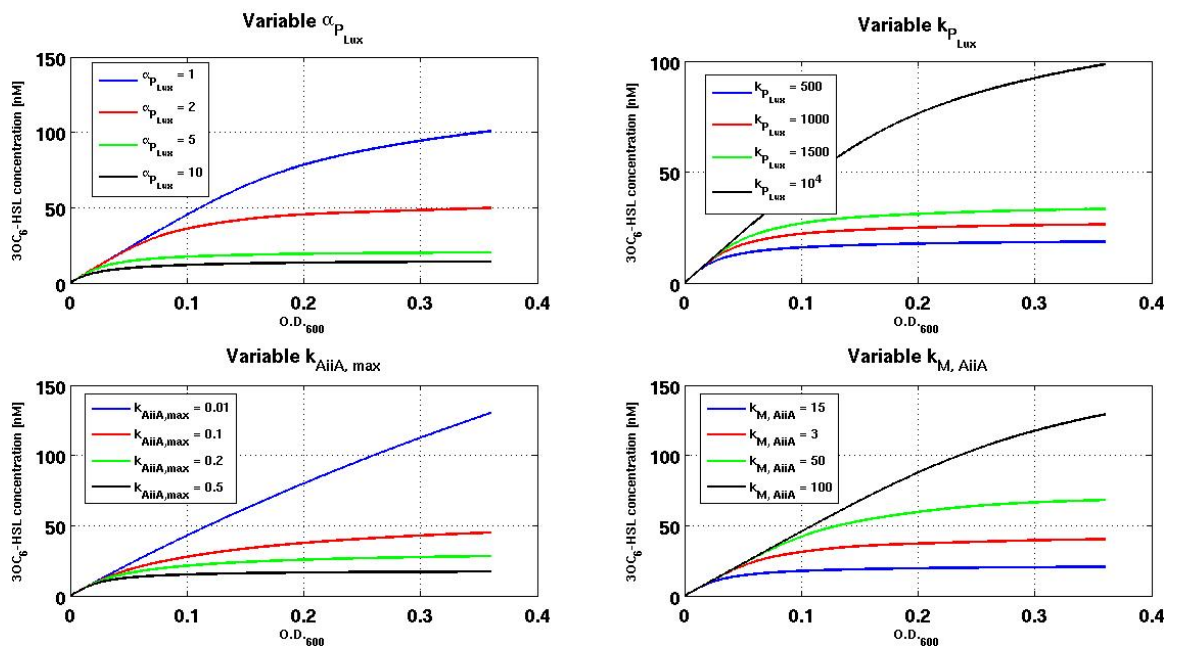 Variable α_P_Lux
3OC6-HSL concentration [nM]
150
100
50
0
α_P_Lux = 1
α_P_Lux = 2
α_P_Lux = 5
α_P_Lux = 10
0 0.1 0.2 0.3 0.4
O.D.600
Variable k_P_Lux
3OC6-HSL concentration [nM]
100
50
0
k_P_Lux = 500
k_P_Lux = 1000
k_P_Lux = 1500
k_P_Lux = 10^4
0 0.1 0.2 0.3 0.4
O.D.600
Variable k_AiiA, max
3OC6-HSL concentration [nM]
150
100
50
0
k_AiiA,max = 0.01
k_AiiA,max = 0.1
k_AiiA,max = 0.2
k_AiiA,max = 0.5
0 0.1 0.2 0.3 0.4
O.D.600
Variable k_M, AiiA
3OC6-HSL concentration [nM]
150
100
50
0
k_M, AiiA = 15
k_M, AiiA = 3
k_M, AiiA = 50
k_M, AiiA = 100
0 0.1 0.2 0.3 0.4
O.D.600